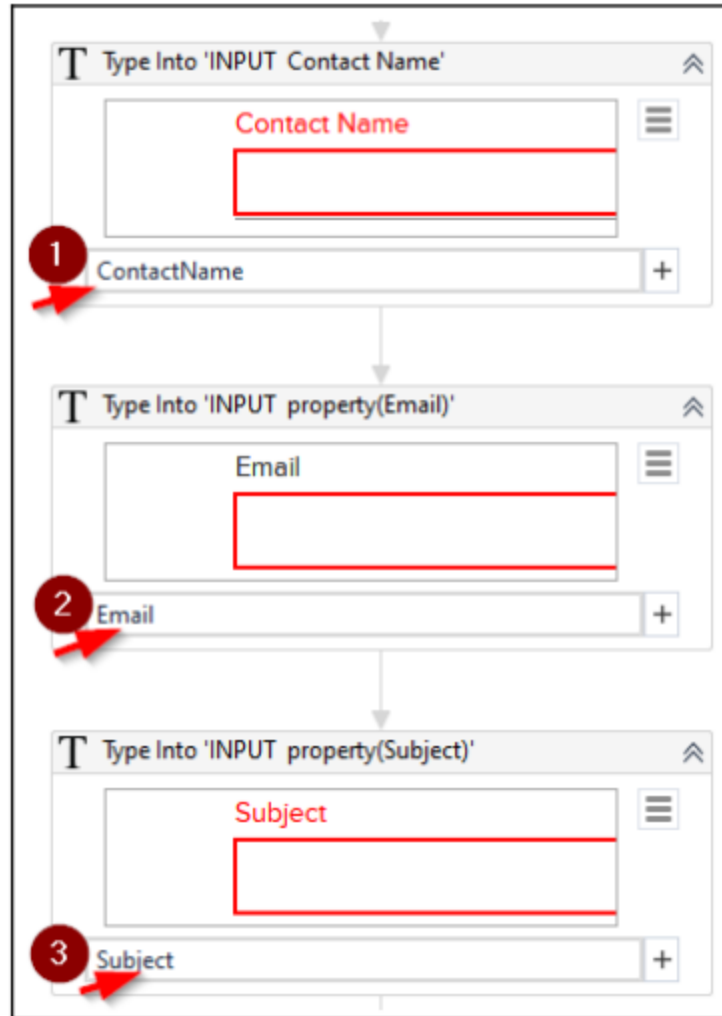 T Type Into 'INPUT Contact Name'
Contact Name
1
ContactName
+
T Type Into 'INPUT property(Email)'
Email
2
Email
+
T Type Into 'INPUT property(Subject)'
Subject
3
Subject
+